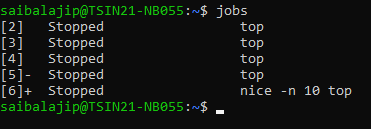 saibalajip@TSIN21-NB055:~$ jobs
[2]   Stopped                 top
[3]   Stopped                 top
[4]   Stopped                 top
[5]-  Stopped                 top
[6]+  Stopped                 nice -n 10 top
saibalajip@TSIN21-NB055:~$